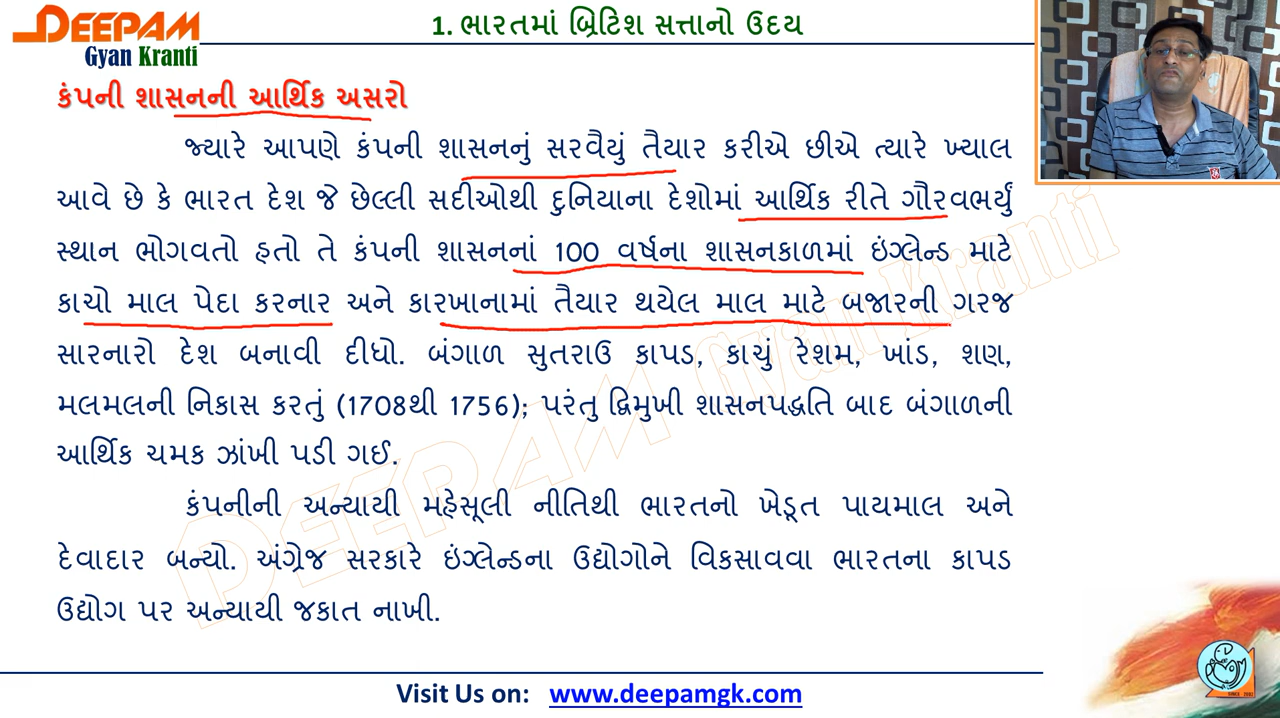 DEEPAM
Gyan Kranti
1. ભારતમાં બ્રિટિશ સત્તાનો ઉદય
કંપની શાસનની આર્થિક અસરો
જ્યારે આપણે કંપની શાસનનું સરવૈયું તૈયાર કરીએ છીએ ત્યારે ખ્યાલ
આવે છે કે ભારત દેશ જે છેલ્લી સદીઓથી દુનિયાના દેશોમાં આર્થિક રીતે ગૌરવભર્યું
સ્થાન ભોગવતો હતો તે કંપની શાસનનાં 100 વર્ષના શાસનકાળમાં ઇંગ્લેન્ડ માટે
કાચો માલ પેદા કરનાર અને કારખાનામાં તૈયાર થયેલ માલ માટે બજારની ગરજ
સારનારો દેશ બનાવી દીધો. બંગાળ સુતરાઉ કાપડ, કાચું રેશમ, ખાંડ, શણ,
મલમલની નિકાસ કરતું (1708થી 1756); પરંતુ દ્વિમુખી શાસનપદ્ધતિ બાદ બંગાળની
આર્થિક ચમક ઝાંખી પડી ગઈ.
કંપનીની અન્યાયી મહેસૂલી નીતિથી ભારતનો ખેડૂત પાયમાલ અને
દેવાદાર બન્યો. અંગ્રેજ સરકારે ઇંગ્લેન્ડના ઉદ્યોગોને વિકસાવવા ભારતના કાપડ
ઉદ્યોગ પર અન્યાયી જકાત નાખી.
DEEPAM Gyan Kranti
Visit Us on: www.deepamgk.com